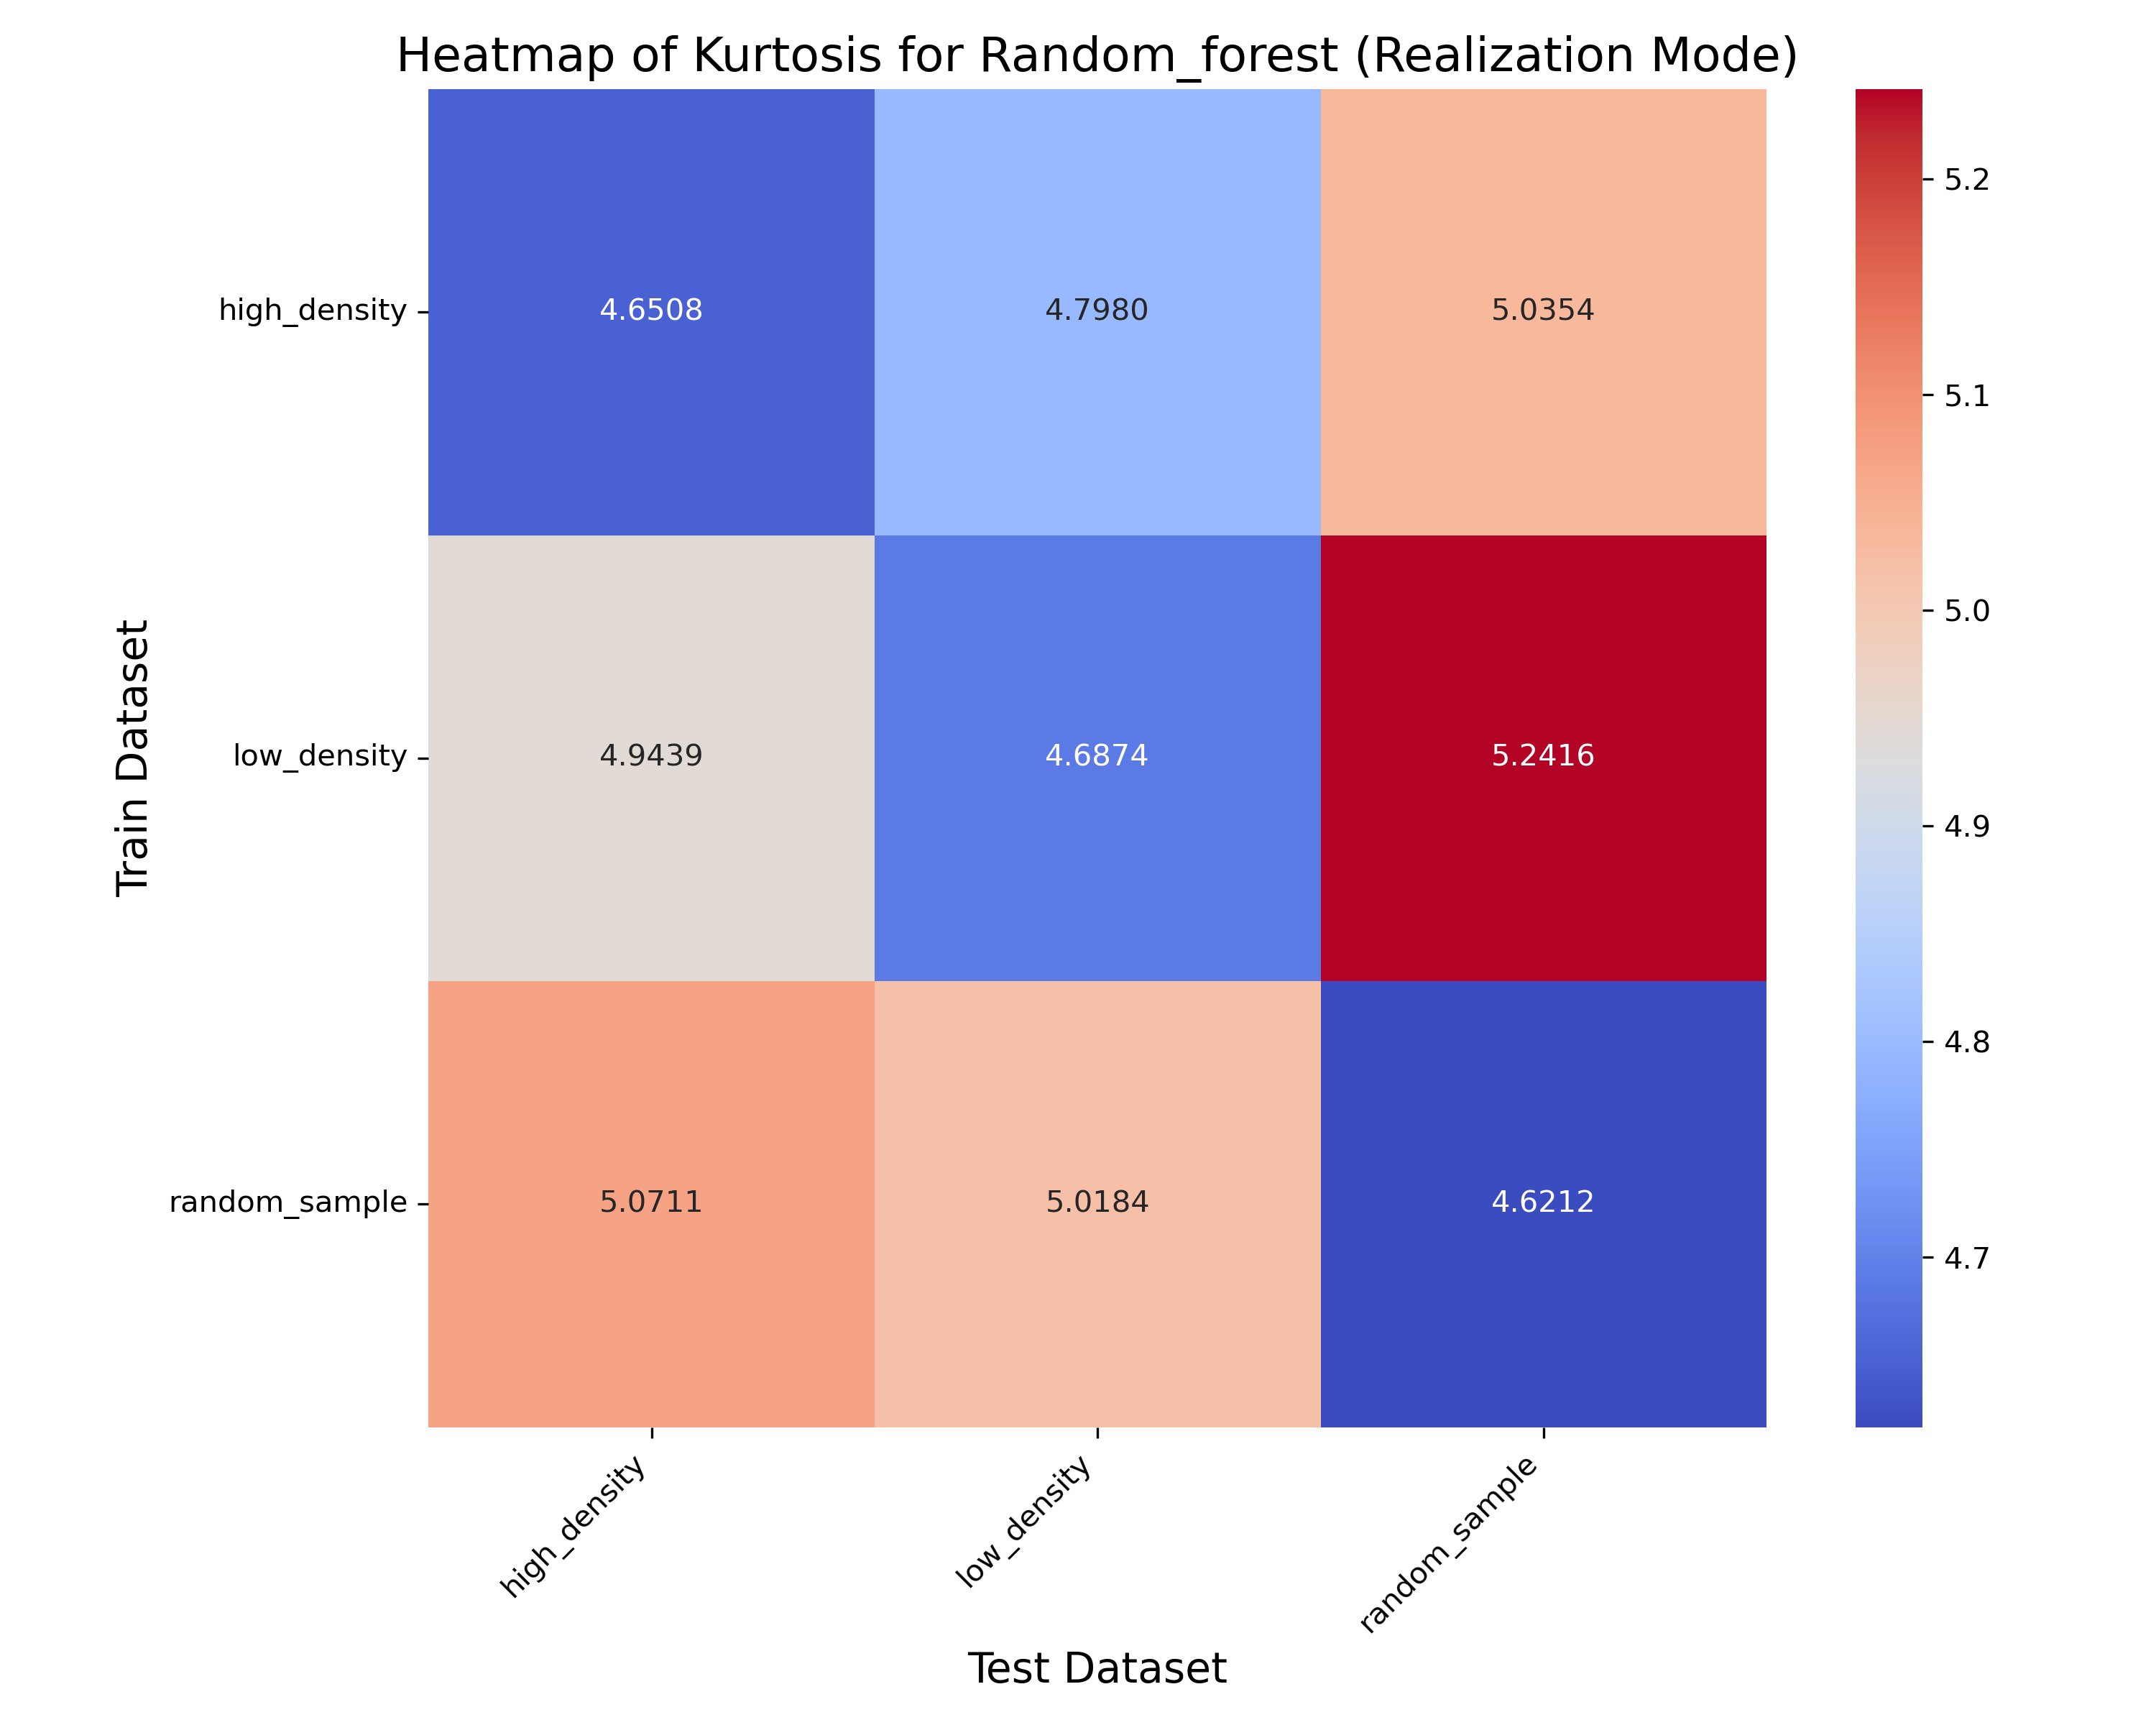 Heatmap of Kurtosis for Random_forest (Realization Mode)
Train Dataset
high_density
4.6508
4.7980
5.0354
low_density
4.9439
4.6874
5.2416
random_sample
5.0711
5.0184
4.6212
high_density
low_density
random_sample
Test Dataset
5.2
5.1
5.0
4.9
4.8
4.7